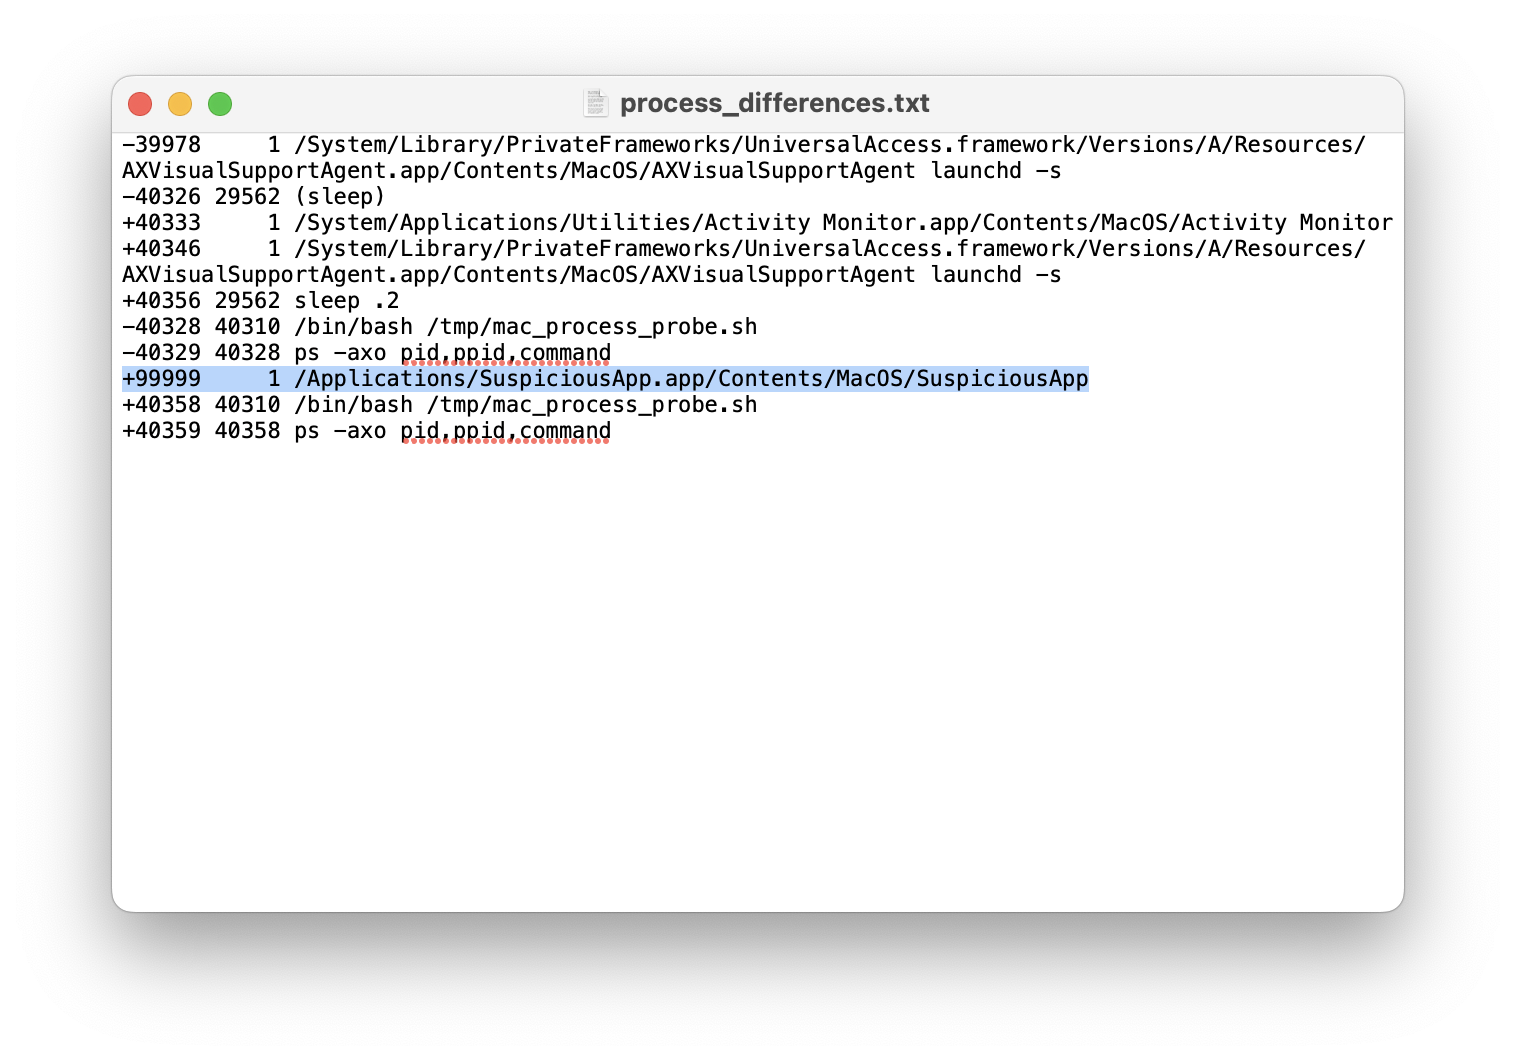 process_differences.txt
-39978     1 /System/Library/PrivateFrameworks/UniversalAccess.framework/Versions/A/Resources/
AXVisualSupportAgent.app/Contents/MacOS/AXVisualSupportAgent launchd -s
-40326 29562 (sleep)
+40333     1 /System/Applications/Utilities/Activity Monitor.app/Contents/MacOS/Activity Monitor
+40346     1 /System/Library/PrivateFrameworks/UniversalAccess.framework/Versions/A/Resources/
AXVisualSupportAgent.app/Contents/MacOS/AXVisualSupportAgent launchd -s
+40356 29562 sleep .2
-40328 40310 /bin/bash /tmp/mac_process_probe.sh
-40329 40328 ps -axo pid,ppid,command
+99999     1 /Applications/SuspiciousApp.app/Contents/MacOS/SuspiciousApp
+40358 40310 /bin/bash /tmp/mac_process_probe.sh
+40359 40358 ps -axo pid,ppid,command